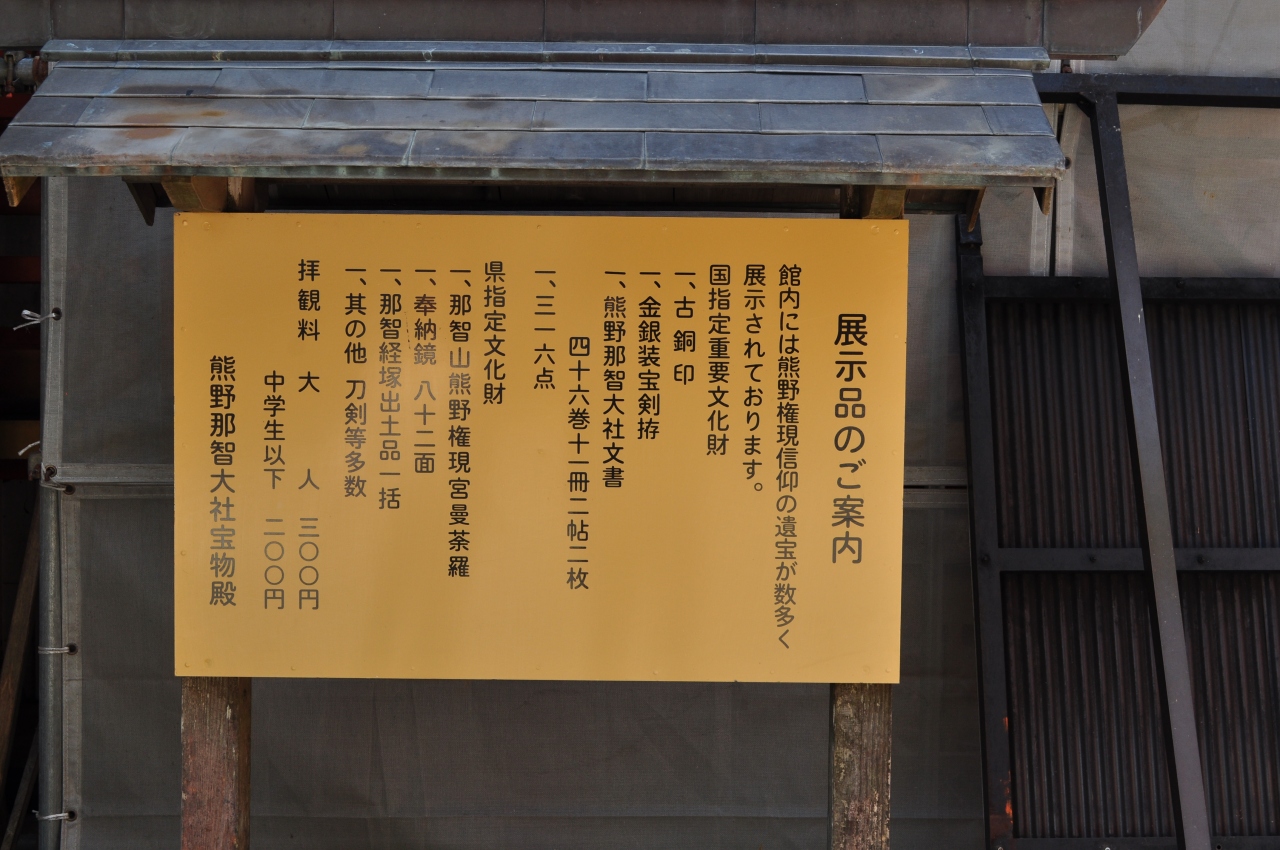 展示品のご案内
館内には熊野権現信仰の遺宝が数多く
展示されております。
国指定重要文化財
一、古銅印
一、金銀装宝剣拵
一、熊野那智大社文書
四十六巻十一冊二帖二枚
一、三一六点
県指定文化財
一、那智山熊野権現宮曼荼羅
一、奉納鏡 八十二面
一、那智経塚出土品一括
一、其の他 刀剣等多数
拝観料 大人 三〇〇円
中学生以下 二〇〇円
熊野那智大社宝物殿